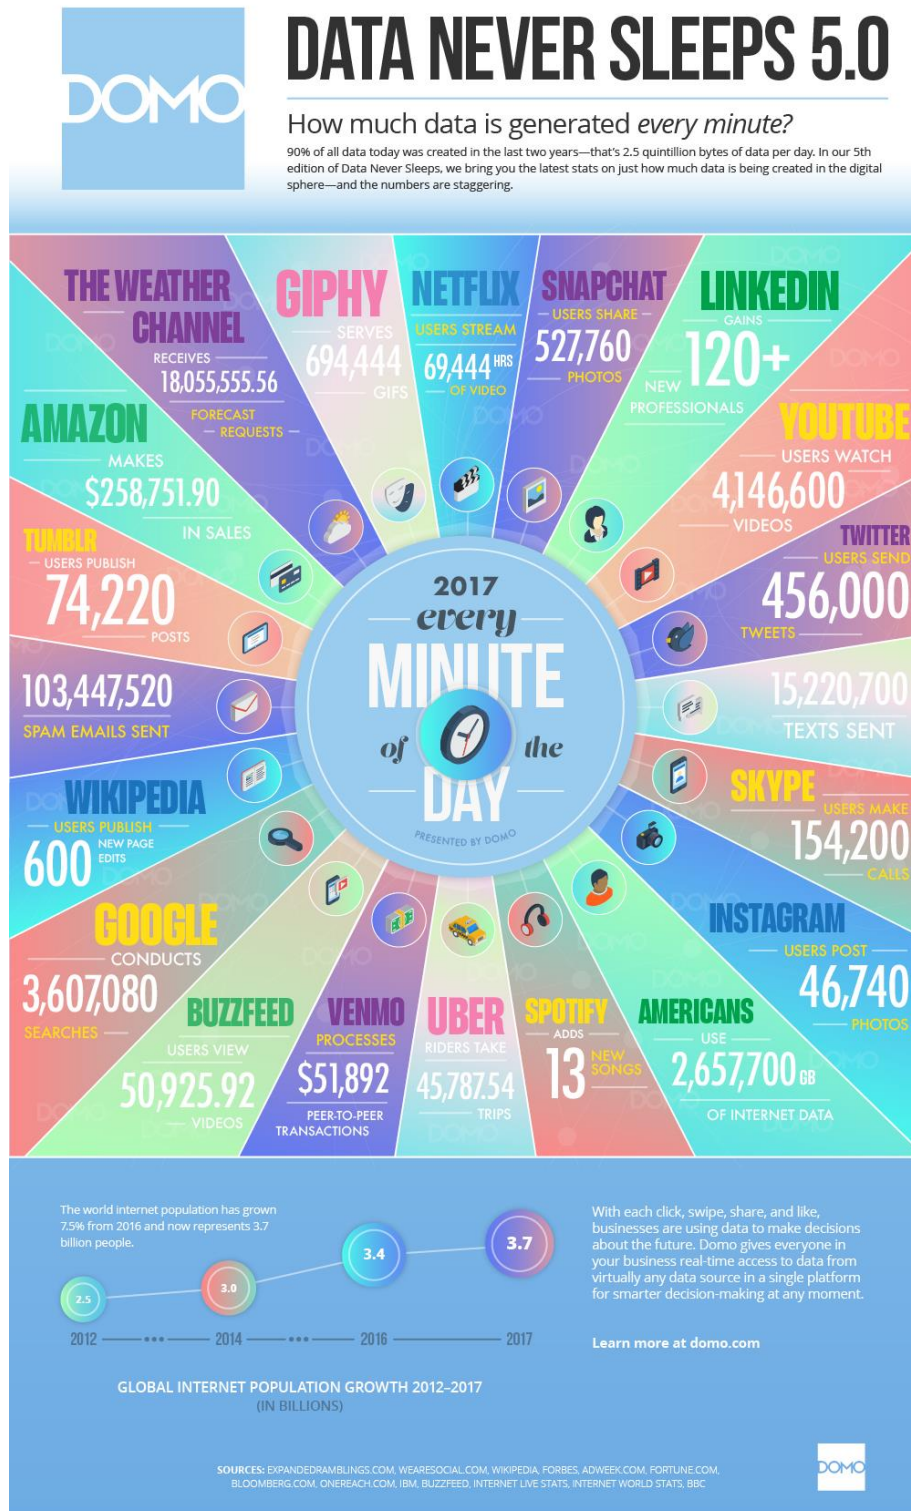 DOMO
DATA NEVER SLEEPS 5.0
How much data is generated every minute?
90% of all data today was created in the last two years—that's 2.5 quintillion bytes of data per day. In our 5th
edition of Data Never Sleeps, we bring you the latest stats on just how much data is being created in the digital
sphere—and the numbers are staggering.
THE WEATHER
CHANNEL
RECEIVES
18,055,555.56
FORECAST
REQUESTS
GIPHY
SERVES
694,444
GIFS
NETFLIX
USERS STREAM
69,444 HRS
OF VIDEO
SNAPCHAT
USERS SHARE
527,760
PHOTOS
LINKEDIN
GAINS
120+
NEW
PROFESSIONALS
AMAZON
MAKES
$258,751.90
IN SALES
YOUTUBE
USERS WATCH
4,146,600
VIDEOS
TUMBLR
USERS PUBLISH
74,220
POSTS
TWITTER
USERS SEND
456,000
TWEETS
2017
every
MINUTE
of the
DAY
PRESENTED BY DOMO
103,447,520
SPAM EMAILS SENT
15,220,700
TEXTS SENT
WIKIPEDIA
USERS PUBLISH
600 NEW PAGE
EDITS
SKYPE
USERS MAKE
154,200
CALLS
GOOGLE
CONDUCTS
3,607,080
SEARCHES
INSTAGRAM
USERS POST
46,740
PHOTOS
BUZZFEED
USERS VIEW
50,925.92
VIDEOS
VENMO
PROCESSES
$51,892
PEER-TO-PEER
TRANSACTIONS
UBER
RIDERS TAKE
45,787.54
TRIPS
SPOTIFY
ADDS
13 NEW
SONGS
AMERICANS
USE
2,657,700 GB
OF INTERNET DATA
The world internet population has grown
7.5% from 2016 and now represents 3.7
billion people.
2.5
3.0
3.4
3.7
2012
2014
2016
2017
GLOBAL INTERNET POPULATION GROWTH 2012–2017
(IN BILLIONS)
With each click, swipe, share, and like,
businesses are using data to make decisions
about the future. Domo gives everyone in
your business real-time access to data from
virtually any data source in a single platform
for smarter decision-making at any moment.
Learn more at domo.com
SOURCES: EXPANDEDRAMBLINGS.COM, WEARESOCIAL.COM, WIKIPEDIA, FORBES, ADWEEK.COM, FORTUNE.COM,
BLOOMBERG.COM, ONEREACH.COM, IBM, BUZZFEED, INTERNET LIVE STATS, INTERNET WORLD STATS, BBC
DOMO